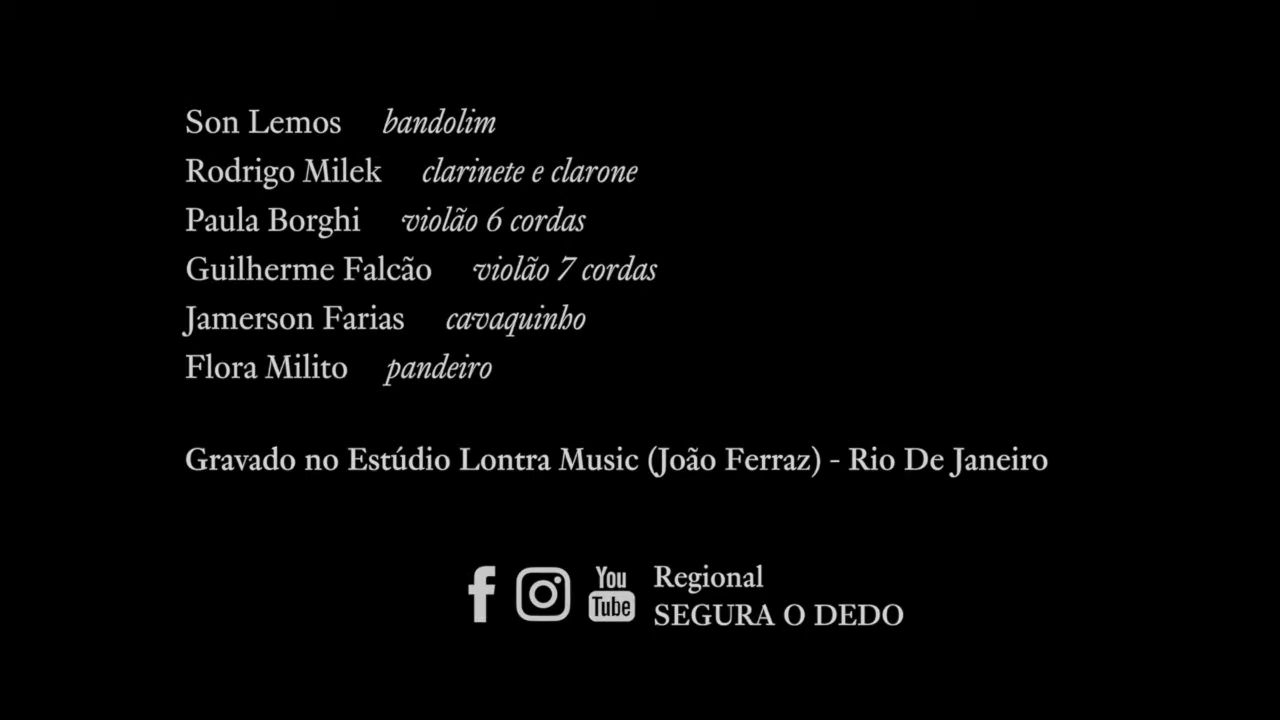 Son Lemos bandolim
Rodrigo Milek clarinete e clarone
Paula Borghi violão 6 cordas
Guilherme Falcão violão 7 cordas
Jamerson Farias cavaquinho
Flora Milito pandeiro
Gravado no Estúdio Lontra Music (João Ferraz) - Rio De Janeiro
f You Tube Regional
SEGURA O DEDO